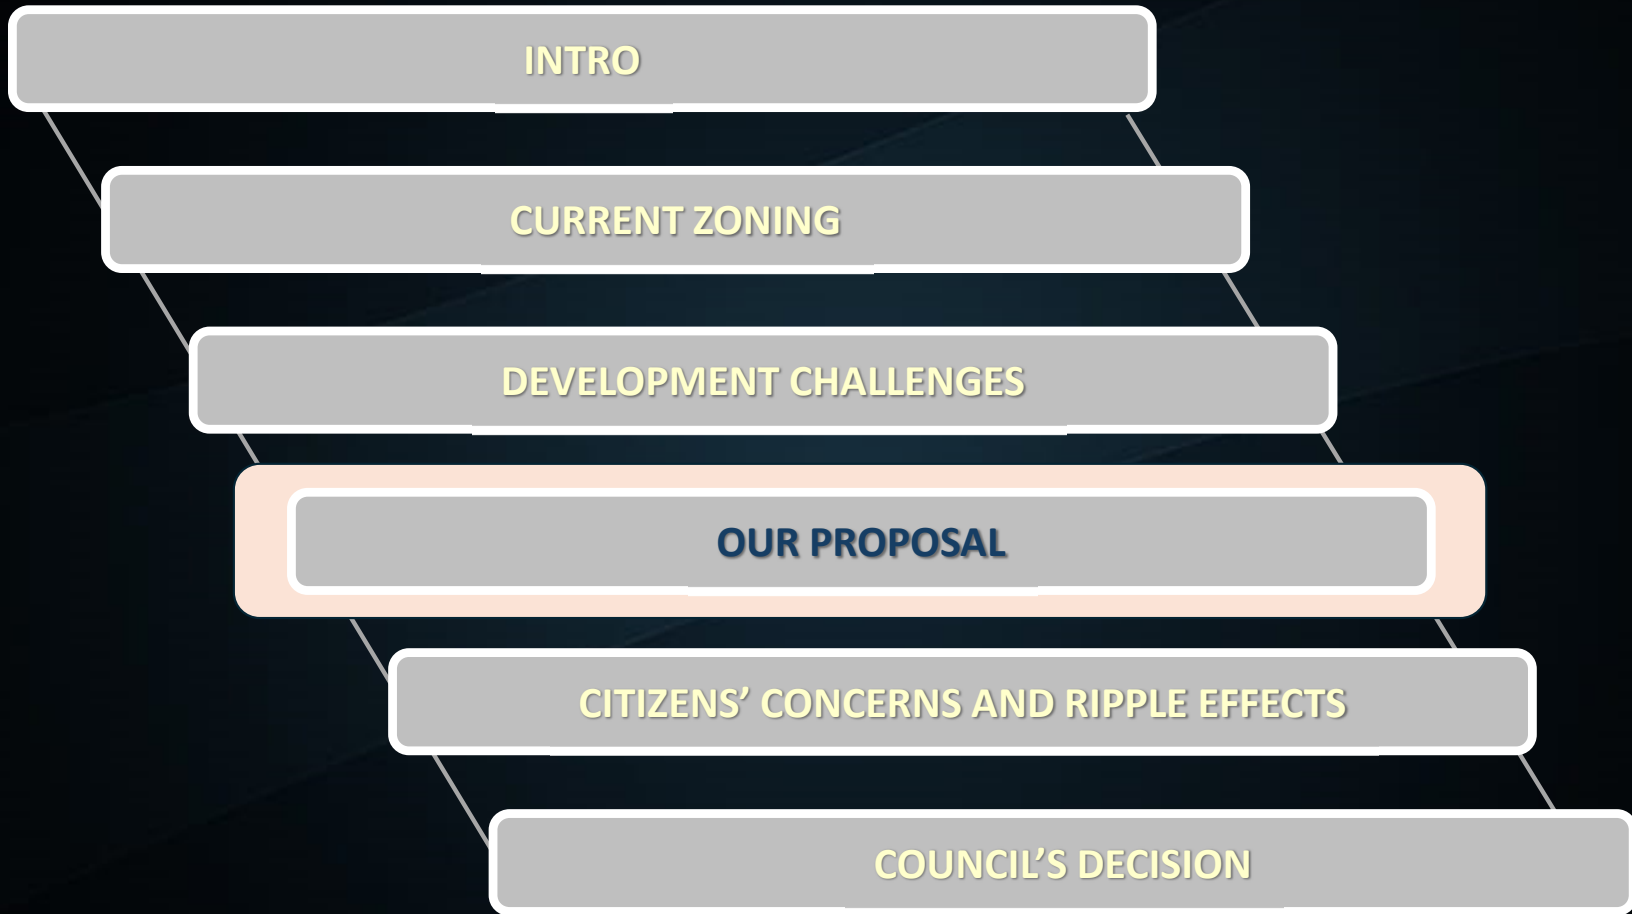 INTRO
CURRENT ZONING
DEVELOPMENT CHALLENGES
OUR PROPOSAL
CITIZENS’ CONCERNS AND RIPPLE EFFECTS
COUNCIL’S DECISION